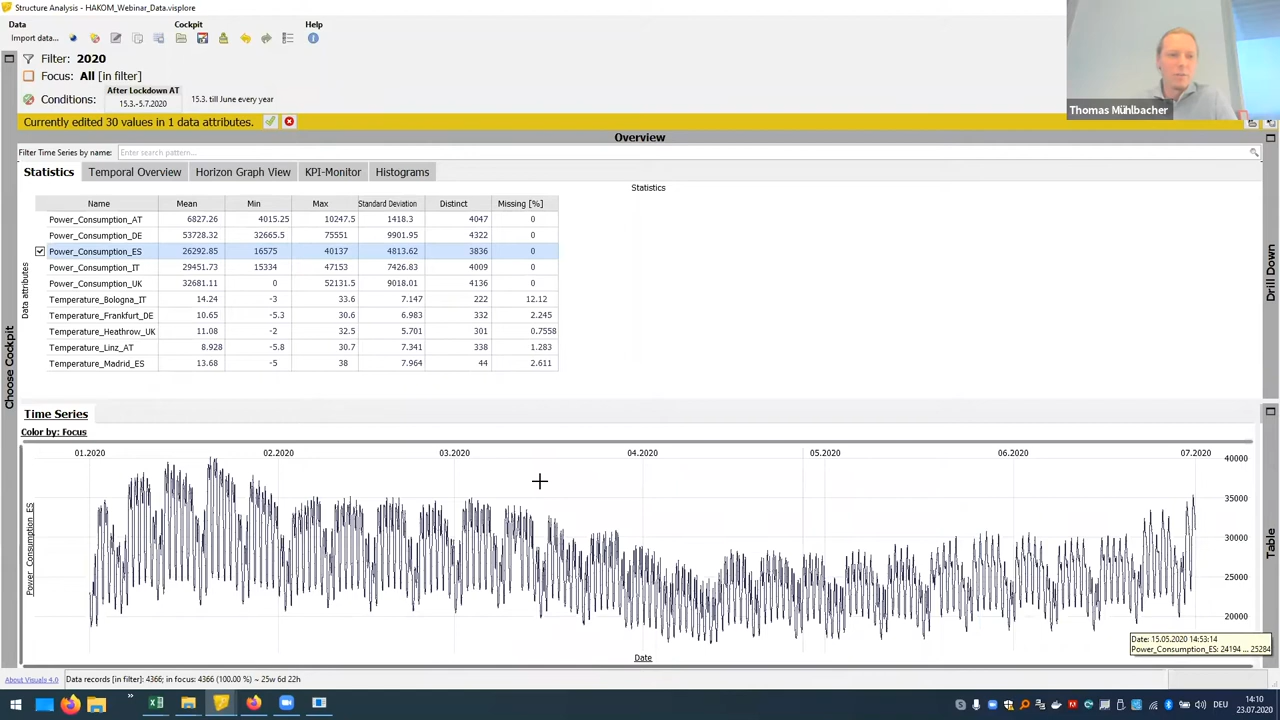 Structure Analysis - HAKOM_Webinar_Data.visplore
Data
Cockpit
Help
Import data...
Filter: 2020
Focus: All [in filter]
Conditions:
After Lockdown AT
15.3.-5.7.2020
15.3. till June every year
Thomas Mühlbacher
Currently edited 30 values in 1 data attributes.
Overview
Filter Time Series by name:
Enter search pattern...
Statistics
Temporal Overview
Horizon Graph View
KPI-Monitor
Histograms
Statistics
Name Mean Min Max Standard Deviation Distinct Missing [%]
Power_Consumption_AT 6827.26 4015.25 10247.5 1418.3 4047 0
Power_Consumption_DE 53728.32 32665.5 75551 9901.95 4322 0
Power_Consumption_ES 26292.85 16575 40137 4813.62 3836 0
Power_Consumption_IT 29451.73 15334 47153 7426.83 4009 0
Power_Consumption_UK 32681.11 0 52131.5 9018.01 4136 0
Temperature_Bologna_IT 14.24 -3 33.6 7.147 222 12.12
Temperature_Frankfurt_DE 10.65 -5.3 30.6 6.983 332 2.245
Temperature_Heathrow_UK 11.08 -2 32.5 5.701 301 0.7558
Temperature_Linz_AT 8.928 -5.8 30.7 7.341 338 1.283
Temperature_Madrid_ES 13.68 -5 38 7.964 44 2.611
Data attributes
Choose Cockpit
Drill Down
Table
Time Series
Color by: Focus
01.2020 02.2020 03.2020 04.2020 05.2020 06.2020 07.2020
40000
35000
30000
25000
20000
Power_Consumption_ES
Date
Date: 15.05.2020 14:53:14
Power_Consumption_ES: 24194 ... 25284
About Visuals 4.0
Data records [in filter]: 4366; in focus: 4366 (100.00 %) ~ 25w 6d 22h
DEU
14:10
23.07.2020